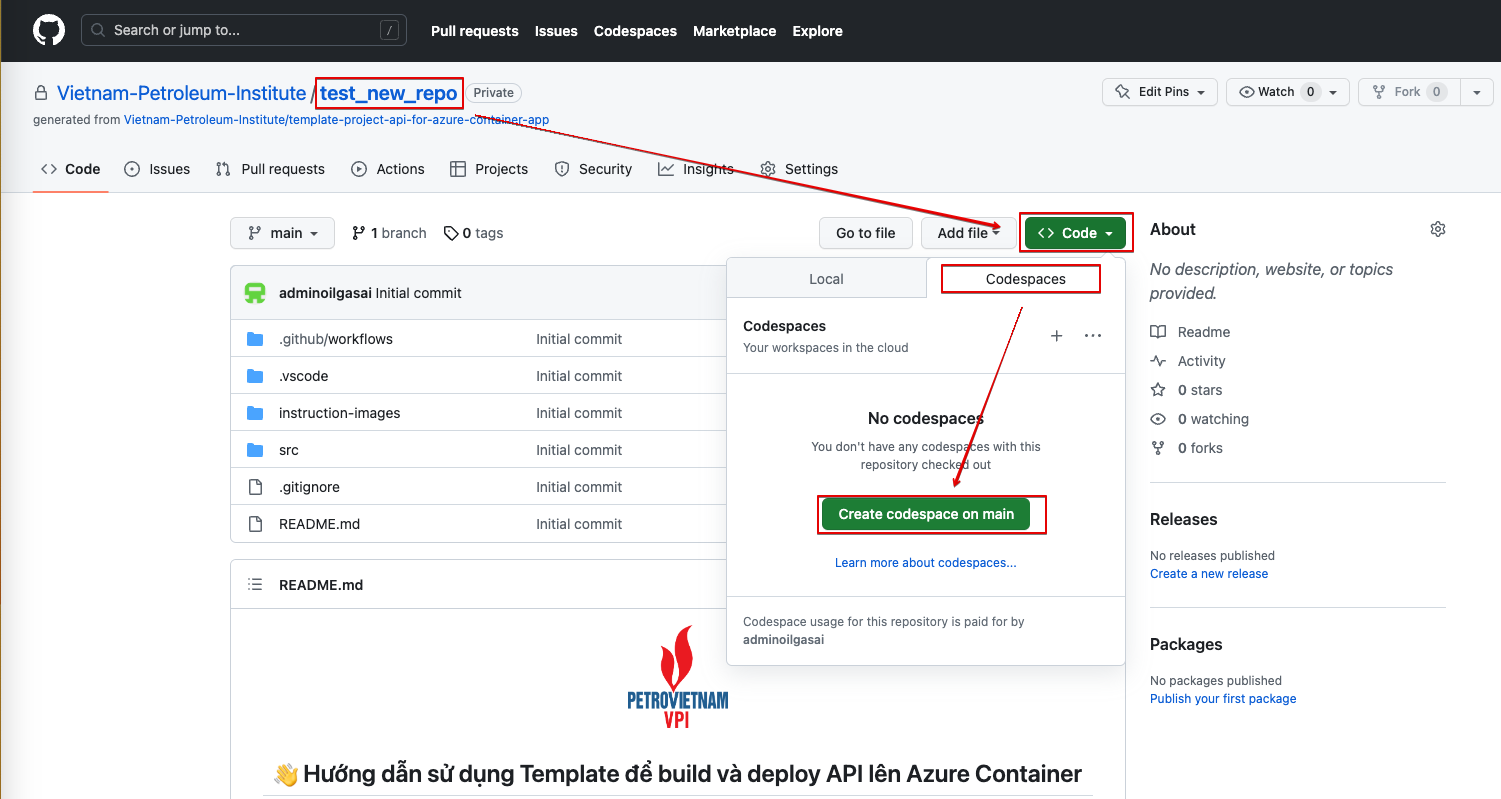 Search or jump to... /
Pull requests Issues Codespaces Marketplace Explore
Vietnam-Petroleum-Institute / test_new_repo Private
Edit Pins Watch 0 Fork 0
generated from Vietnam-Petroleum-Institute/template-project-api-for-azure-container-app
Code Issues Pull requests Actions Projects Security Insights Settings
main 1 branch 0 tags Go to file Add file Code
adminoilgasai Initial commit
.github/workflows Initial commit
.vscode Initial commit
instruction-images Initial commit
src Initial commit
.gitignore Initial commit
README.md Initial commit
Local Codespaces
Codespaces
Your workspaces in the cloud
No codespaces
You don't have any codespaces with this
repository checked out
Create codespace on main
Learn more about codespaces...
Codespace usage for this repository is paid for by
adminoilgasai
About
No description, website, or topics
provided.
Readme
Activity
0 stars
0 watching
0 forks
Releases
No releases published
Create a new release
Packages
No packages published
Publish your first package
README.md
PETROVIETNAM
VPI
👋 Hướng dẫn sử dụng Template để build và deploy API lên Azure Container